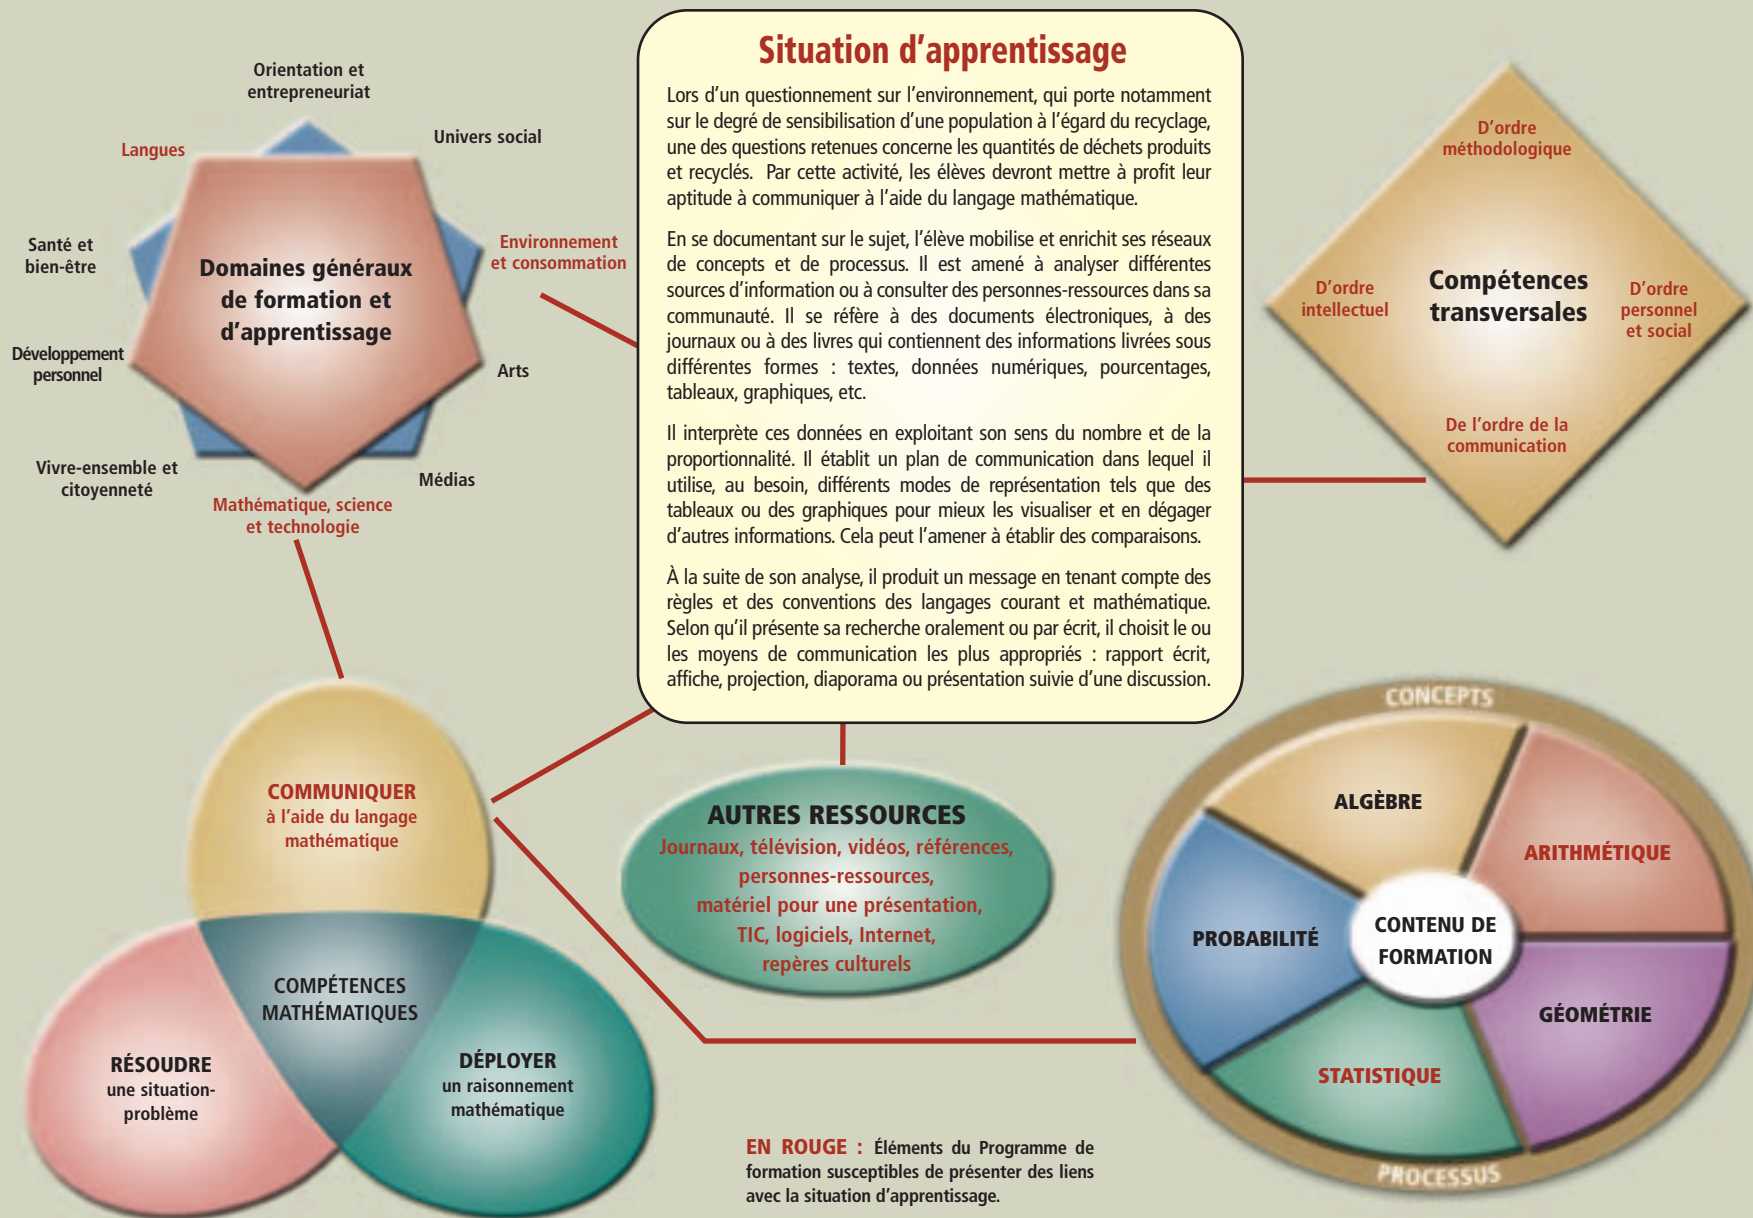 Situation d'apprentissage
Lors d'un questionnement sur l'environnement, qui porte notamment
sur le degré de sensibilisation d'une population à l'égard du recyclage,
une des questions retenues concerne les quantités de déchets produits
et recyclés. Par cette activité, les élèves devront mettre à profit leur
aptitude à communiquer à l'aide du langage mathématique.
En se documentant sur le sujet, l'élève mobilise et enrichit ses réseaux
de concepts et de processus. Il est amené à analyser différentes
sources d'information ou à consulter des personnes-ressources dans sa
communauté. Il se réfère à des documents électroniques, à des
journaux ou à des livres qui contiennent des informations livrées sous
différentes formes : textes, données numériques, pourcentages,
tableaux, graphiques, etc.
Il interprète ces données en exploitant son sens du nombre et de la
proportionnalité. Il établit un plan de communication dans lequel il
utilise, au besoin, différents modes de représentation tels que des
tableaux ou des graphiques pour mieux les visualiser et en dégager
d'autres informations. Cela peut l'amener à établir des comparaisons.
À la suite de son analyse, il produit un message en tenant compte des
règles et des conventions des langages courant et mathématique.
Selon qu'il présente sa recherche oralement ou par écrit, il choisit le ou
les moyens de communication les plus appropriés : rapport écrit,
affiche, projection, diaporama ou présentation suivie d'une discussion.
Orientation et
entrepreneuriat
Langues
Univers social
Santé et
bien-être
Environnement
et consommation
Domaines généraux
de formation et
d'apprentissage
Développement
personnel
Arts
Vivre-ensemble et
citoyenneté
Médias
Mathématique, science
et technologie
D'ordre
méthodologique
D'ordre
intellectuel
Compétences
transversales
D'ordre
personnel
et social
De l'ordre de la
communication
COMMUNIQUER
à l'aide du langage
mathématique
COMPÉTENCES
MATHÉMATIQUES
RÉSOUDRE
une situation-
problème
DÉPLOYER
un raisonnement
mathématique
AUTRES RESSOURCES
Journaux, télévision, vidéos, références,
personnes-ressources,
matériel pour une présentation,
TIC, logiciels, Internet,
repères culturels
CONCEPTS
ALGÈBRE
ARITHMÉTIQUE
PROBABILITÉ
CONTENU DE
FORMATION
GÉOMÉTRIE
STATISTIQUE
PROCESSUS
EN ROUGE : Éléments du Programme de
formation susceptibles de présenter des liens
avec la situation d'apprentissage.